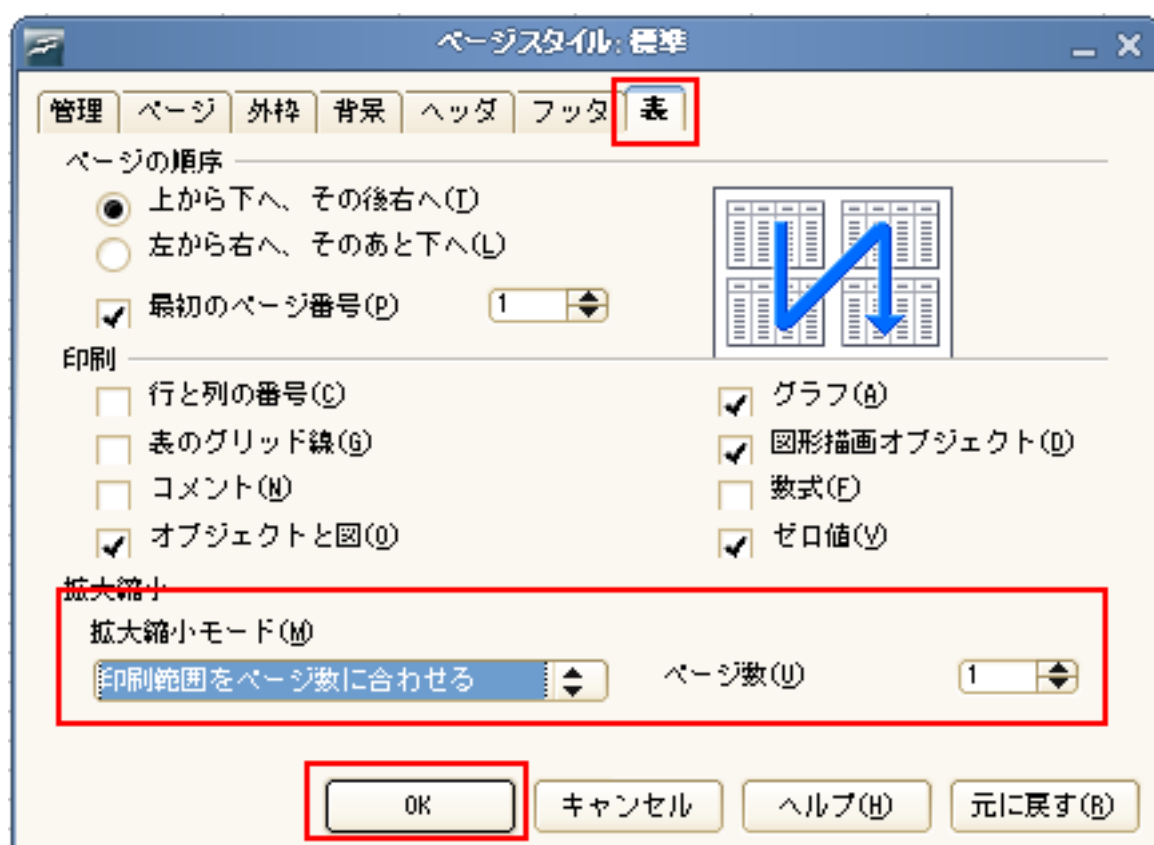 ページスタイル: 標準
管理 ページ 外枠 背景 ヘッダ フッタ 表
ページの順序
上から下へ、その後右へ(T)
左から右へ、そのあと下へ(L)
最初のページ番号(P) 1
印刷
行と列の番号(C) グラフ(A)
表のグリッド線(G) 図形描画オブジェクト(D)
コメント(N) 数式(F)
オブジェクトと図(O) ゼロ値(V)
拡大縮小
拡大縮小モード(M)
印刷範囲をページ数に合わせる ページ数(U) 1
OK キャンセル ヘルプ(H) 元に戻す(R)